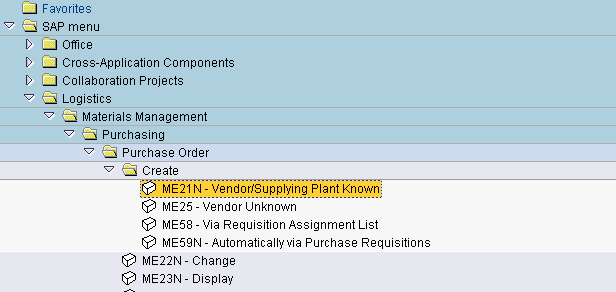 Favorites
SAP menu
Office
Cross-Application Components
Collaboration Projects
Logistics
Materials Management
Purchasing
Purchase Order
Create
ME21N - Vendor/Supplying Plant Known
ME25 - Vendor Unknown
ME58 - Via Requisition Assignment List
ME59N - Automatically via Purchase Requisitions
ME22N - Change
ME23N - Display